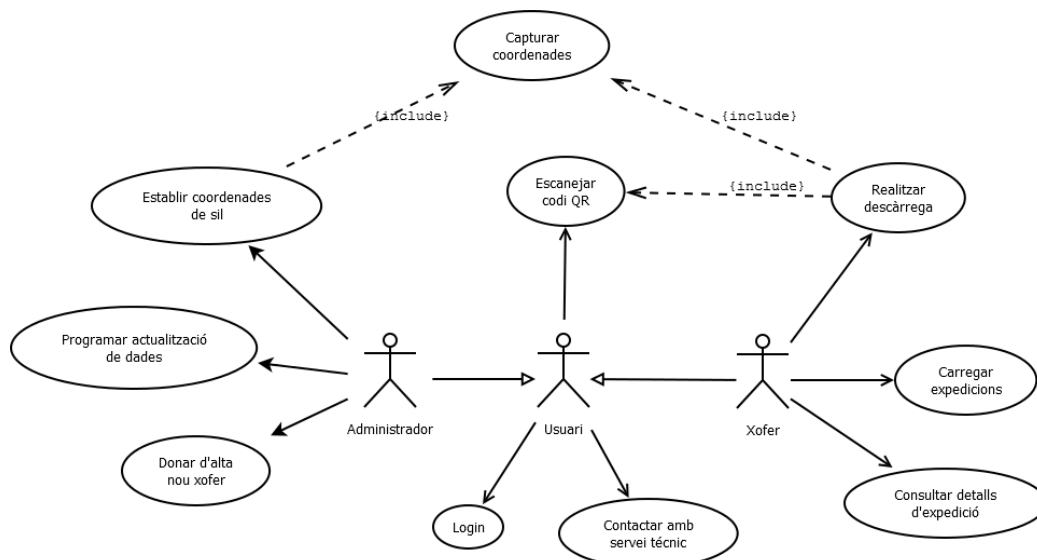 Capturar
coordenades
{include}
{include}
Establir coordenades
de sil
Escanejar
codi QR
{include}
Realitzar
descàrrega
Programar actualització
de dades
Carregar
expedicions
Administrador
Usuari
Xofer
Donar d'alta
nou xofer
Login
Contactar amb
servei técnic
Consultar detalls
d'expedició